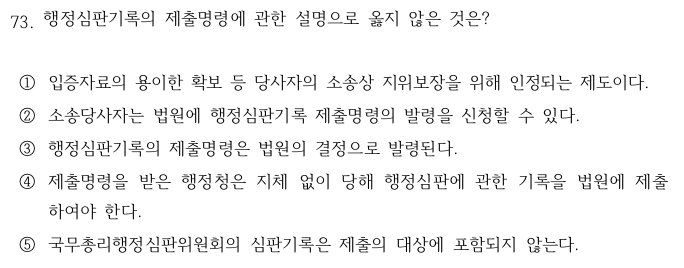 73. 행정심판기록의 제출명령에 관한 설명으로 옳지 않은 것은?
① 입증자료의 용이한 확보 등 당사자의 소송상 지위보장을 위해 인정되는 제도이다.
② 소송당사자는 법원에 행정심판기록 제출명령의 발령을 신청할 수 있다.
③ 행정심판기록의 제출명령은 법원의 결정으로 발령된다.
④ 제출명령을 받은 행정청은 지체 없이 당해 행정심판에 관한 기록을 법원에 제출
하여야 한다.
⑤ 국무총리행정심판위원회의 심판기록은 제출의 대상에 포함되지 않는다.